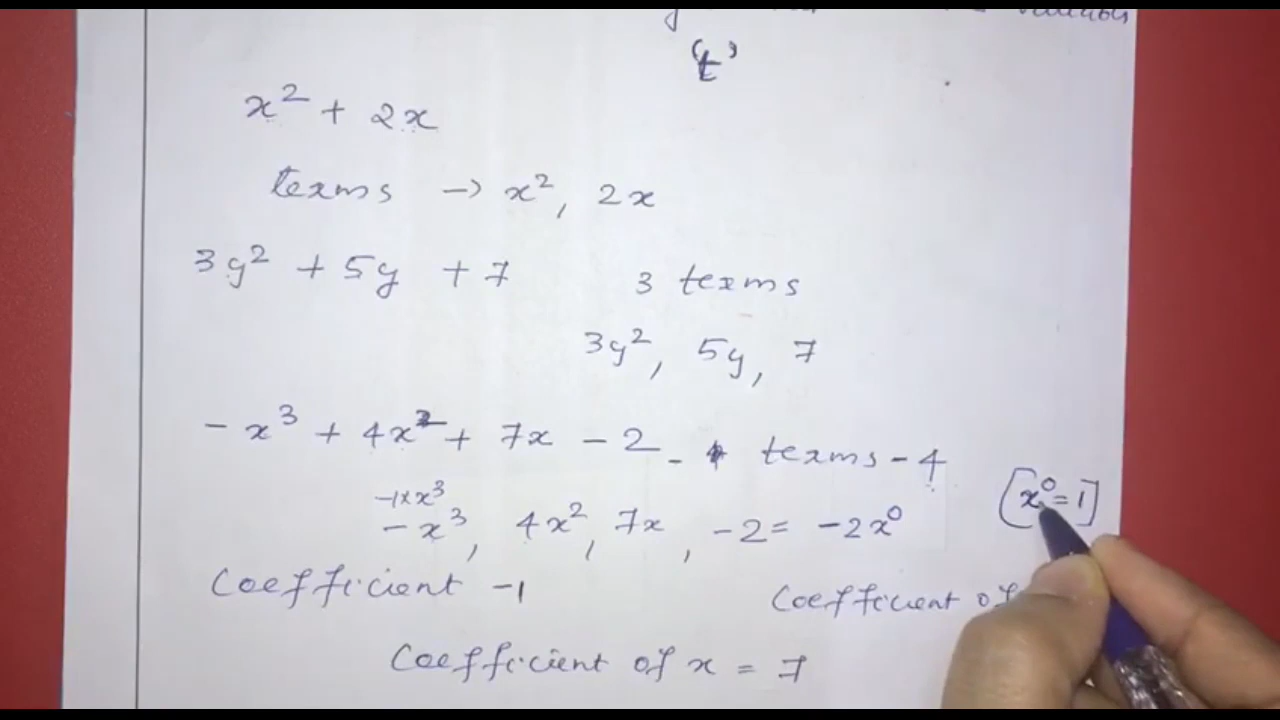 (t)
x² + 2x
terms → x², 2x
3y² + 5y + 7 3 terms
3y², 5y, 7
- x³ + 4x² + 7x - 2 - terms - 4
-1×x³ [x⁰=1]
- x³, 4x², 7x, -2 = -2x⁰
Coefficient -1 Coefficient of
Coefficient of x = 7